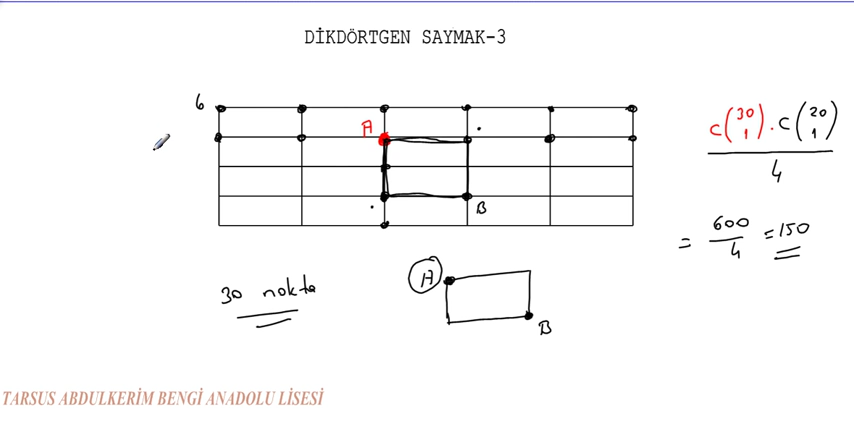 DİKDÖRTGEN SAYMAK-3
6
A
B
C(30 1) . C(20 1)
4
= 600/4 = 150
30 nokta
A
B
TARSUS ABDULKERİM BENGİ ANADOLU LİSESİ